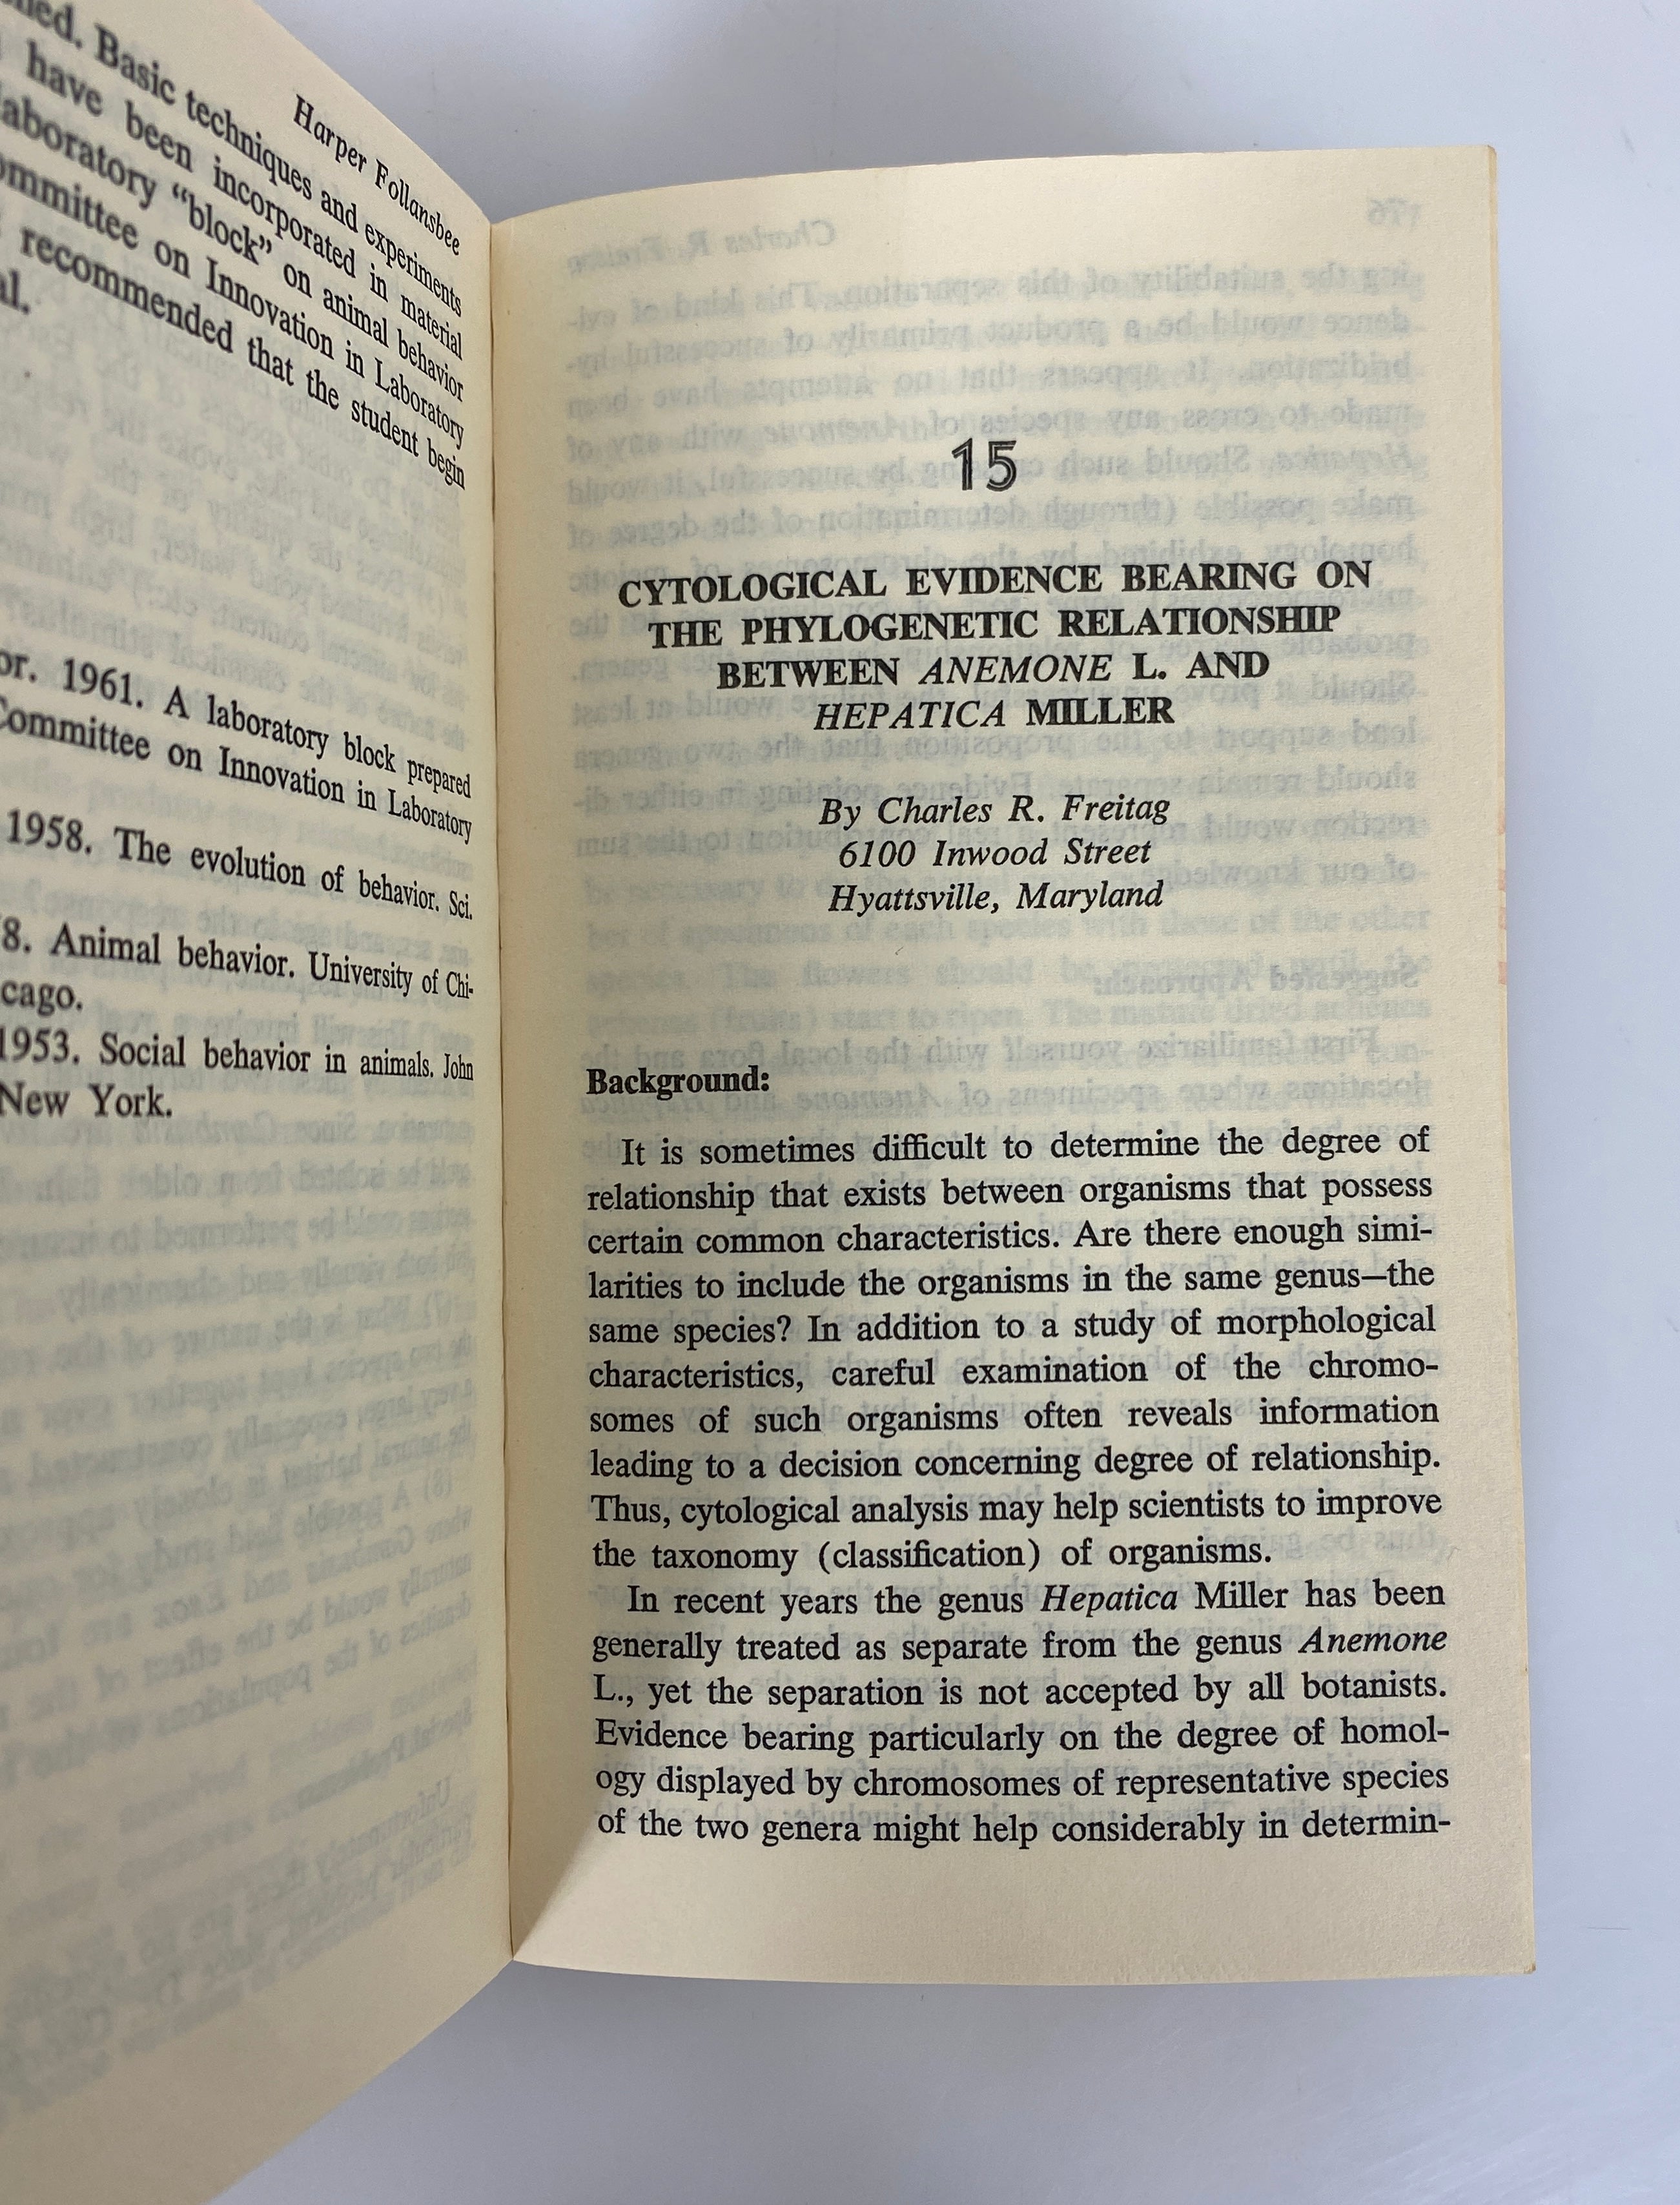 Harper Follansbee
Basic techniques and experiments
have been incorporated in material
laboratory “block” on animal behavior
ommittee on Innovation in Laboratory
recommended that the student begin
al.
or. 1961. A laboratory block prepared
Committee on Innovation in Laboratory
1958. The evolution of behavior. Sci.
8. Animal behavior. University of Chi-
cago.
1953. Social behavior in animals. John
New York.
15
CYTOLOGICAL EVIDENCE BEARING ON
THE PHYLOGENETIC RELATIONSHIP
BETWEEN ANEMONE L. AND
HEPATICA MILLER
By Charles R. Freitag
6100 Inwood Street
Hyattsville, Maryland
Background:
It is sometimes difficult to determine the degree of
relationship that exists between organisms that possess
certain common characteristics. Are there enough simi-
larities to include the organisms in the same genus—the
same species? In addition to a study of morphological
characteristics, careful examination of the chromo-
somes of such organisms often reveals information
leading to a decision concerning degree of relationship.
Thus, cytological analysis may help scientists to improve
the taxonomy (classification) of organisms.
In recent years the genus Hepatica Miller has been
generally treated as separate from the genus Anemone
L., yet the separation is not accepted by all botanists.
Evidence bearing particularly on the degree of homol-
ogy displayed by chromosomes of representative species
of the two genera might help considerably in determin-